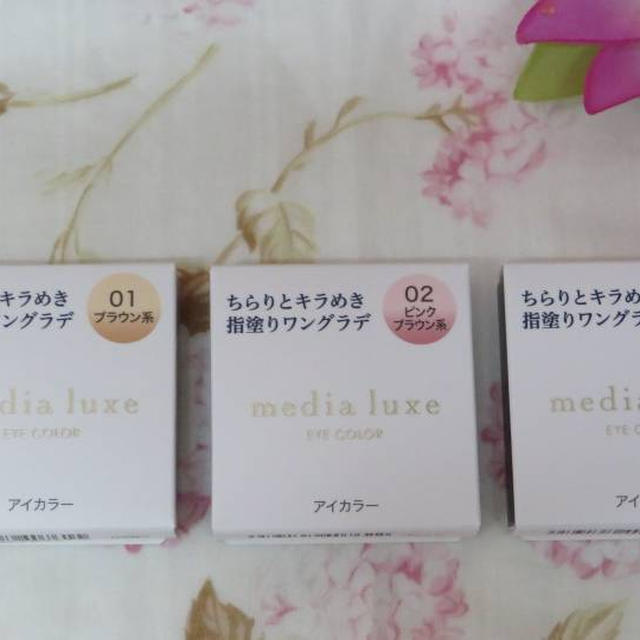 キラめき
ングラデ
01
ブラウン系
dia luxe
EYE COLOR
アイカラー
ちらりとキラめき
指塗りワングラデ
02
ピンク
ブラウン系
media luxe
EYE COLOR
アイカラー
ちらりとキラめ
指塗りワングラ
media
EYE C
アイ